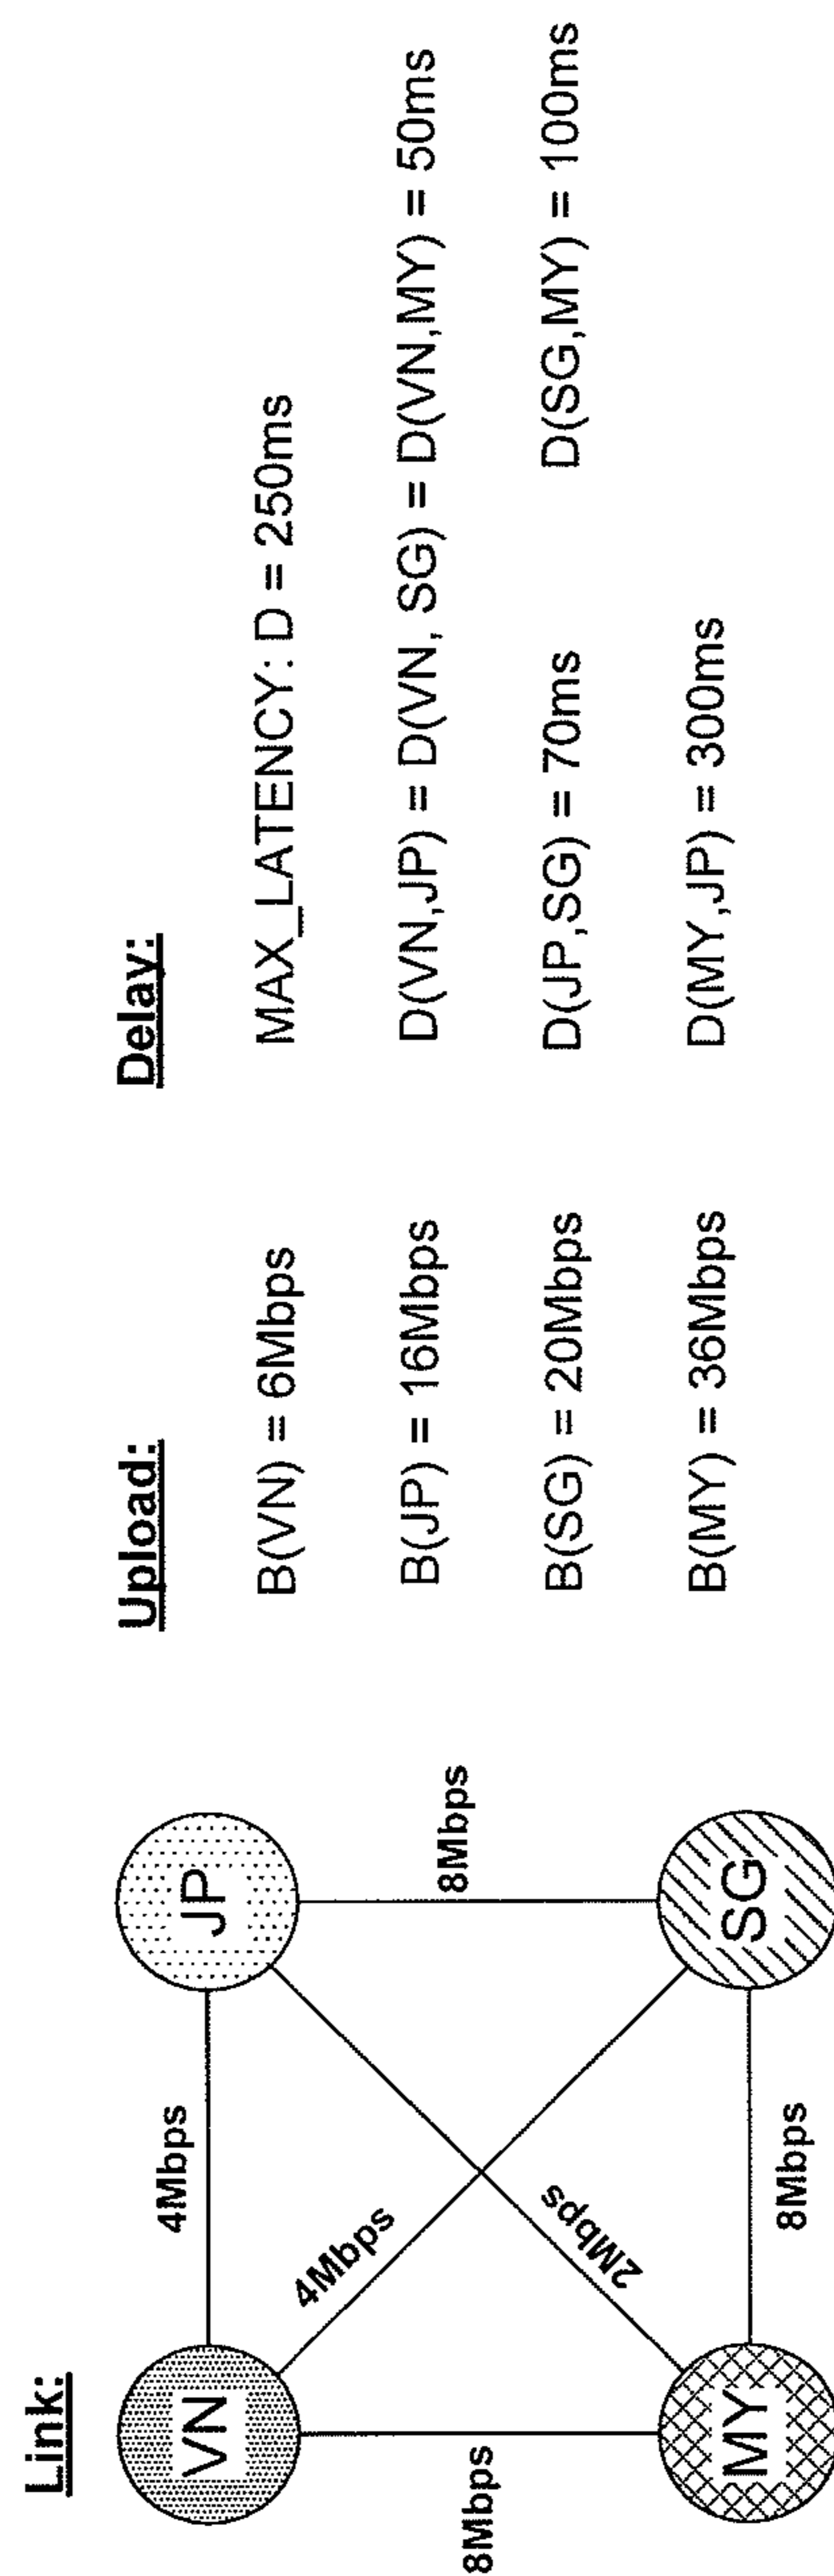 Link:
VN
JP
MY
SG
4Mbps
4Mbps
2Mbps
8Mbps
8Mbps
8Mbps
Upload:
B(VN) = 6Mbps
B(JP) = 16Mbps
B(SG) = 20Mbps
B(MY) = 36Mbps
Delay:
MAX_LATENCY: D = 250ms
D(VN,JP) = D(VN, SG) = D(VN,MY) = 50ms
D(JP,SG) = 70ms
D(SG,MY) = 100ms
D(MY,JP) = 300ms